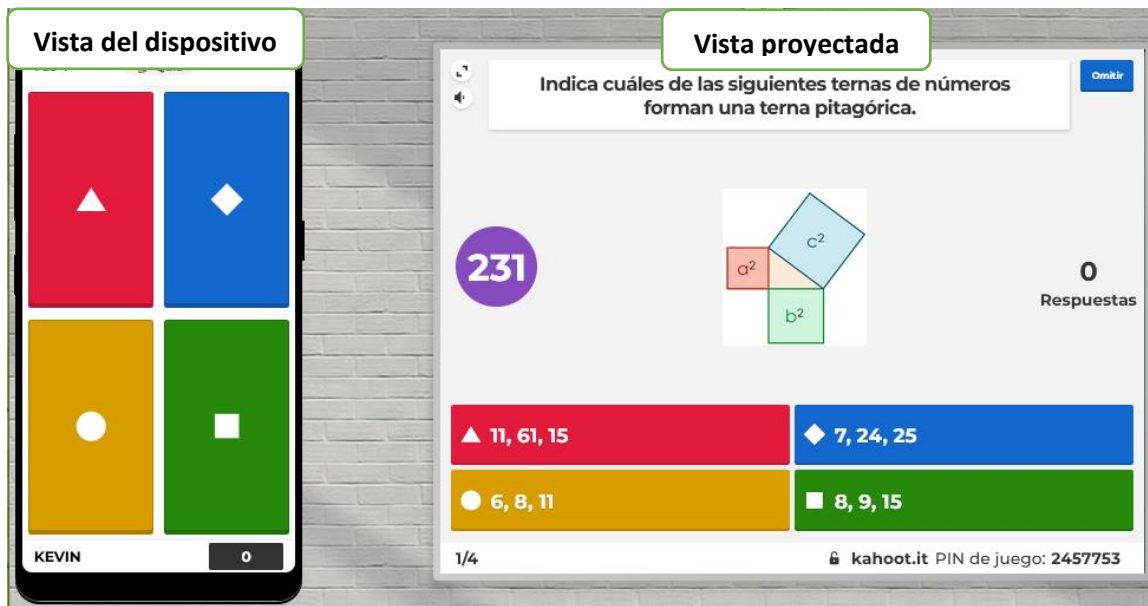 Vista del dispositivo
KEVIN
0
Vista proyectada
Indica cuáles de las siguientes ternas de números
forman una terna pitagórica.
Omitir
231
a²
c²
b²
0
Respuestas
11, 61, 15
7, 24, 25
6, 8, 11
8, 9, 15
1/4
kahoot.it PIN de juego: 2457753